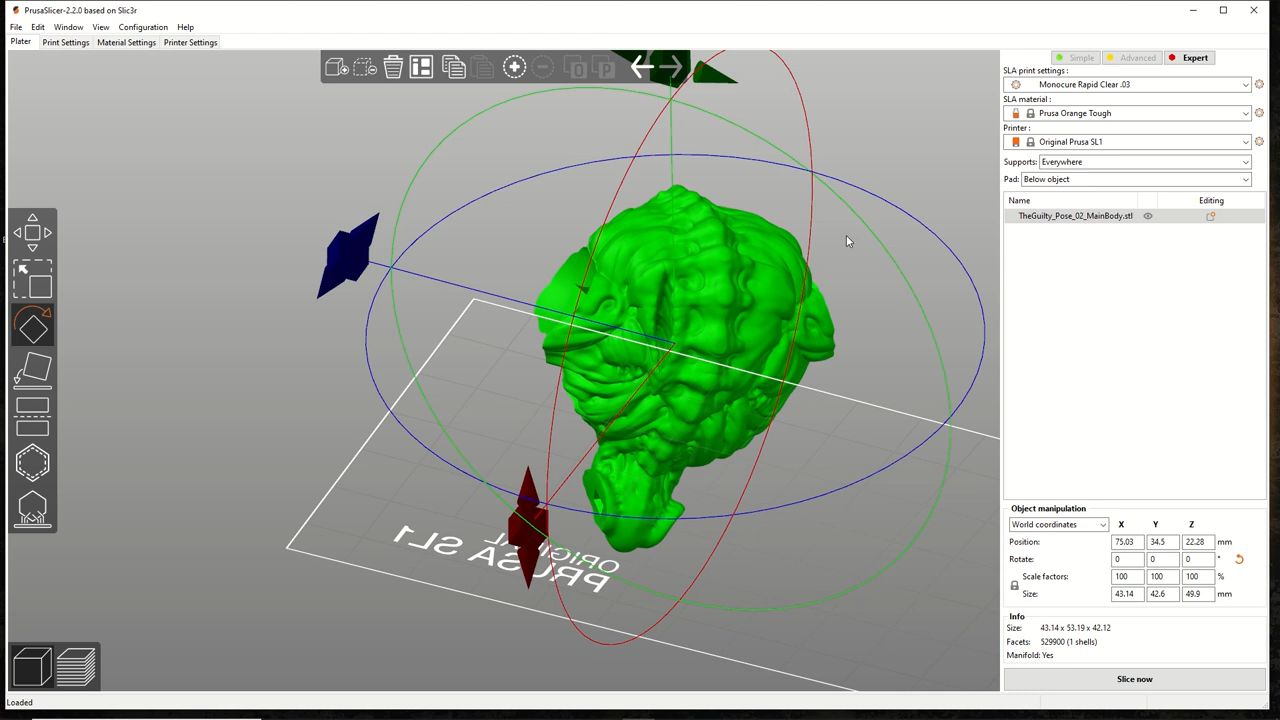 PrusaSlicer-2.2.0 based on Slic3r
File Edit Window View Configuration Help
Plater Print Settings Material Settings Printer Settings
Simple Advanced Expert
SLA print settings :
Monocure Rapid Clear .03
SLA material :
Prusa Orange Tough
Printer :
Original Prusa SL1
Supports: Everywhere
Pad: Below object
Name Editing
TheGuilty_Pose_02_MainBody.stl
ORIGINAL
PRUSA SL1
Object manipulation
World coordinates X Y Z
Position: 75.03 34.5 22.28 mm
Rotate: 0 0 0 °
Scale factors: 100 100 100 %
Size: 43.14 42.6 49.9 mm
Info
Size: 43.14 x 53.19 x 42.12
Facets: 529900 (1 shells)
Manifold: Yes
Slice now
Loaded